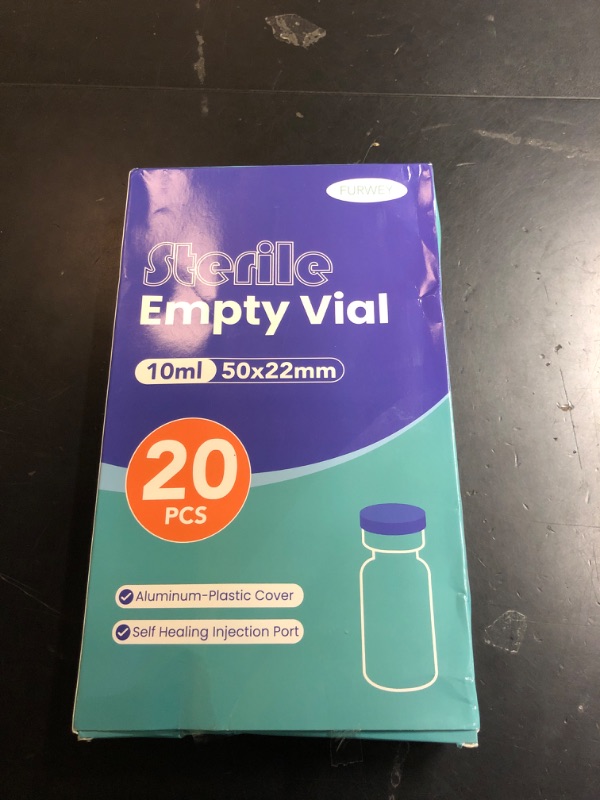 FURWEY
Sterile
Empty Vial
10ml 50x22mm
20
PCS
Aluminum-Plastic Cover
Self Healing Injection Port